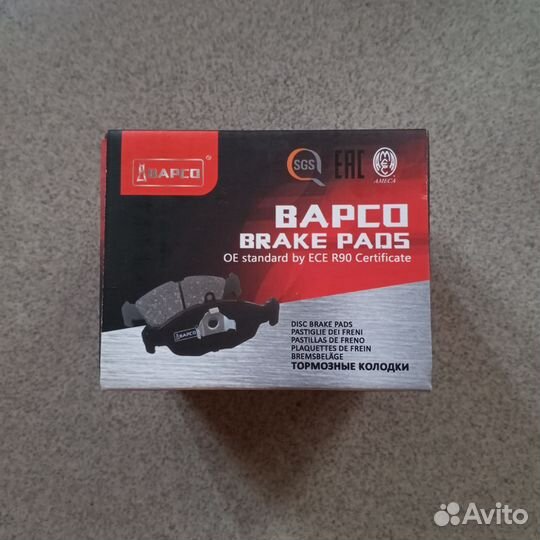 BAPCO®
SGS
EAC
AMECA
BAPCO
BRAKE PADS
OE standard by ECE R90 Certificate
BAPCO
DISC BRAKE PADS
PASTIGLIE DEI FRENI
PASTILLAS DE FRENO
PLAQUETTES DE FREIN
BREMSBELÄGE
ТОРМОЗНЫЕ КОЛОДКИ
Avito